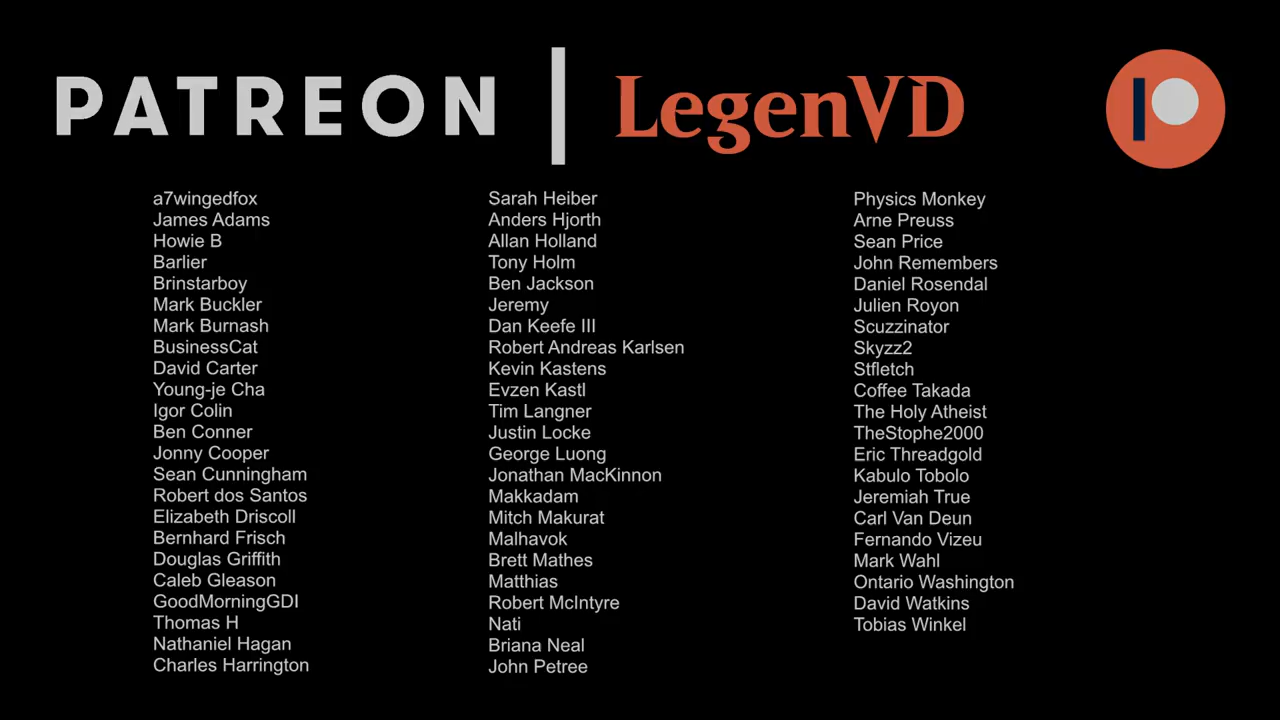 PATREON | LegenVD
a7wingedfox
James Adams
Howie B
Barlier
Brinstarboy
Mark Buckler
Mark Burnash
BusinessCat
David Carter
Young-je Cha
Igor Colin
Ben Conner
Jonny Cooper
Sean Cunningham
Robert dos Santos
Elizabeth Driscoll
Bernhard Frisch
Douglas Griffith
Caleb Gleason
GoodMorningGDI
Thomas H
Nathaniel Hagan
Charles Harrington
Sarah Heiber
Anders Hjorth
Allan Holland
Tony Holm
Ben Jackson
Jeremy
Dan Keefe III
Robert Andreas Karlsen
Kevin Kastens
Evzen Kastl
Tim Langner
Justin Locke
George Luong
Jonathan MacKinnon
Makkadam
Mitch Makurat
Malhavok
Brett Mathes
Matthias
Robert McIntyre
Nati
Briana Neal
John Petree
Physics Monkey
Arne Preuss
Sean Price
John Remembers
Daniel Rosendal
Julien Royon
Scuzzinator
Skyzz2
Stfletch
Coffee Takada
The Holy Atheist
TheStophe2000
Eric Threadgold
Kabulo Tobolo
Jeremiah True
Carl Van Deun
Fernando Vizeu
Mark Wahl
Ontario Washington
David Watkins
Tobias Winkel